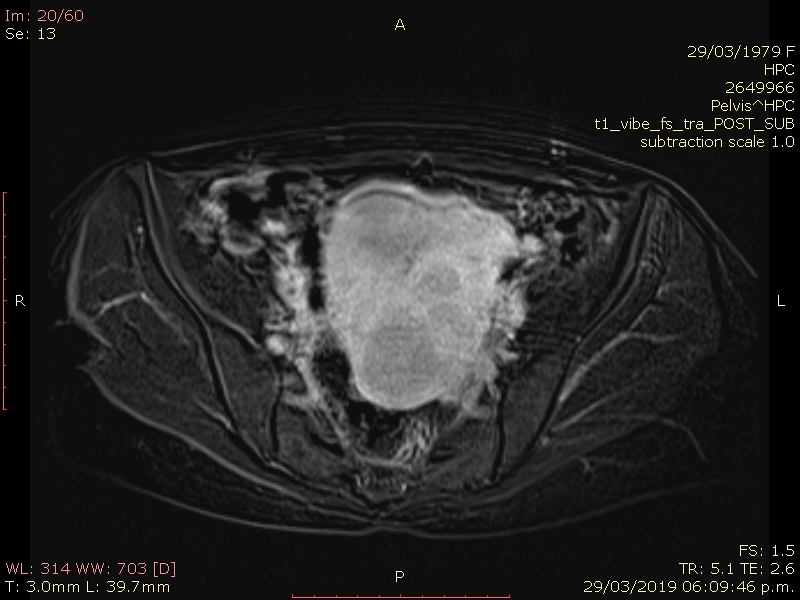 Im: 20/60
Se: 13
A
29/03/1979 F
HPC
2649966
Pelvis^HPC
t1_vibe_fs_tra_POST_SUB
subtraction scale 1.0
R
L
WL: 314 WW: 703 [D]
T: 3.0mm L: 39.7mm
P
FS: 1.5
TR: 5.1 TE: 2.6
29/03/2019 06:09:46 p.m.